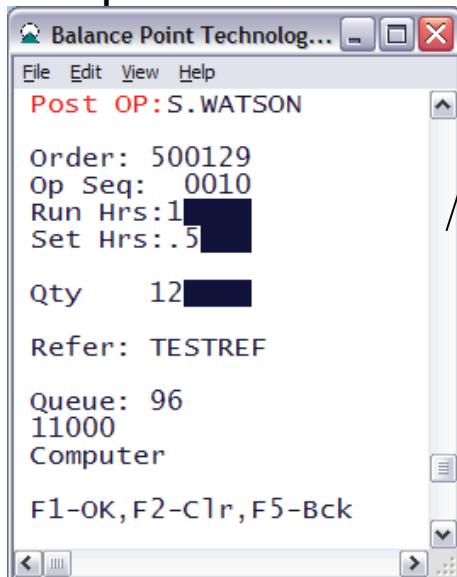 Balance Point Technolog...
File Edit View Help
Post OP:S.WATSON
Order: 500129
Op Seq: 0010
Run Hrs:1
Set Hrs:.5
Qty 12
Refer: TESTREF
Queue: 96
11000
Computer
F1-OK,F2-Clr,F5-Bck